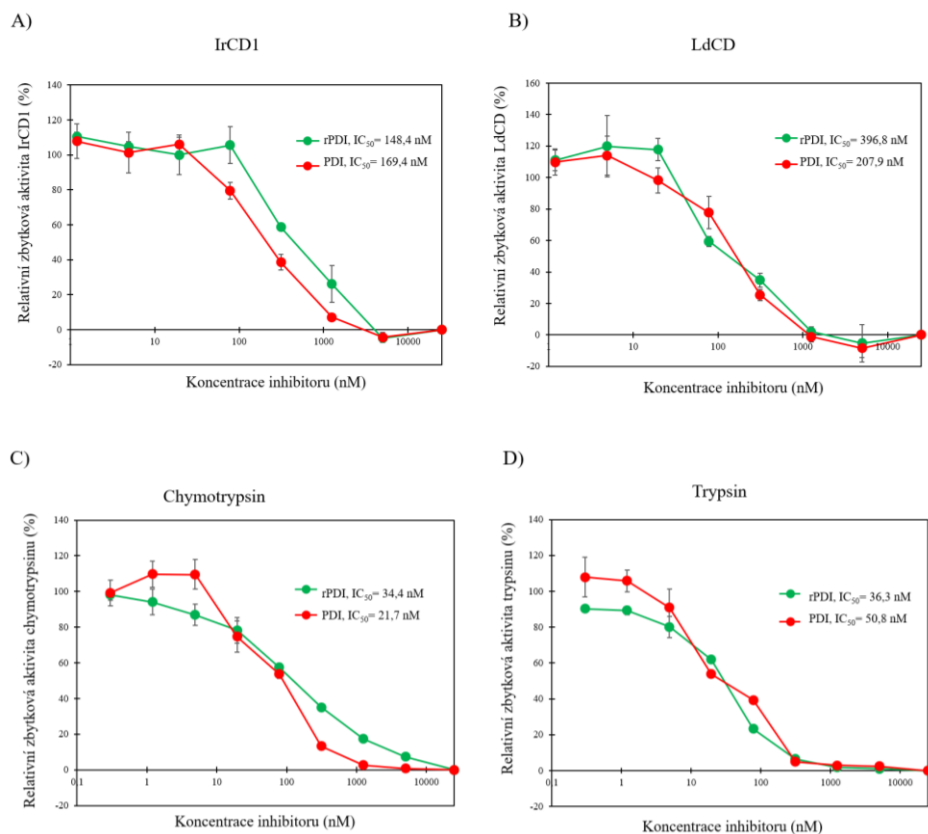 A)
IrCD1
Relativní zbytková aktivita IrCD1 (%)
140
120
100
80
60
40
20
0
-20
10
100
1000
10000
rPDI, IC50= 148,4 nM
PDI, IC50= 169,4 nM
Koncentrace inhibitoru (nM)
B)
LdCD
Relativní zbytková aktivita LdCD (%)
160
140
120
100
80
60
40
20
0
-20
10
100
1000
10000
rPDI, IC50= 396,8 nM
PDI, IC50= 207,9 nM
Koncentrace inhibitoru (nM)
C)
Chymotrypsin
Relativní zbytková aktivita chymotrypsinu (%)
140
120
100
80
60
40
20
0
-20
0.1
1
10
100
1000
10000
rPDI, IC50= 34,4 nM
PDI, IC50= 21,7 nM
Koncentrace inhibitoru (nM)
D)
Trypsin
Relativní zbytková aktivita trypsinu (%)
140
120
100
80
60
40
20
0
-20
0.1
1
10
100
1000
10000
rPDI, IC50= 36,3 nM
PDI, IC50= 50,8 nM
Koncentrace inhibitoru (nM)